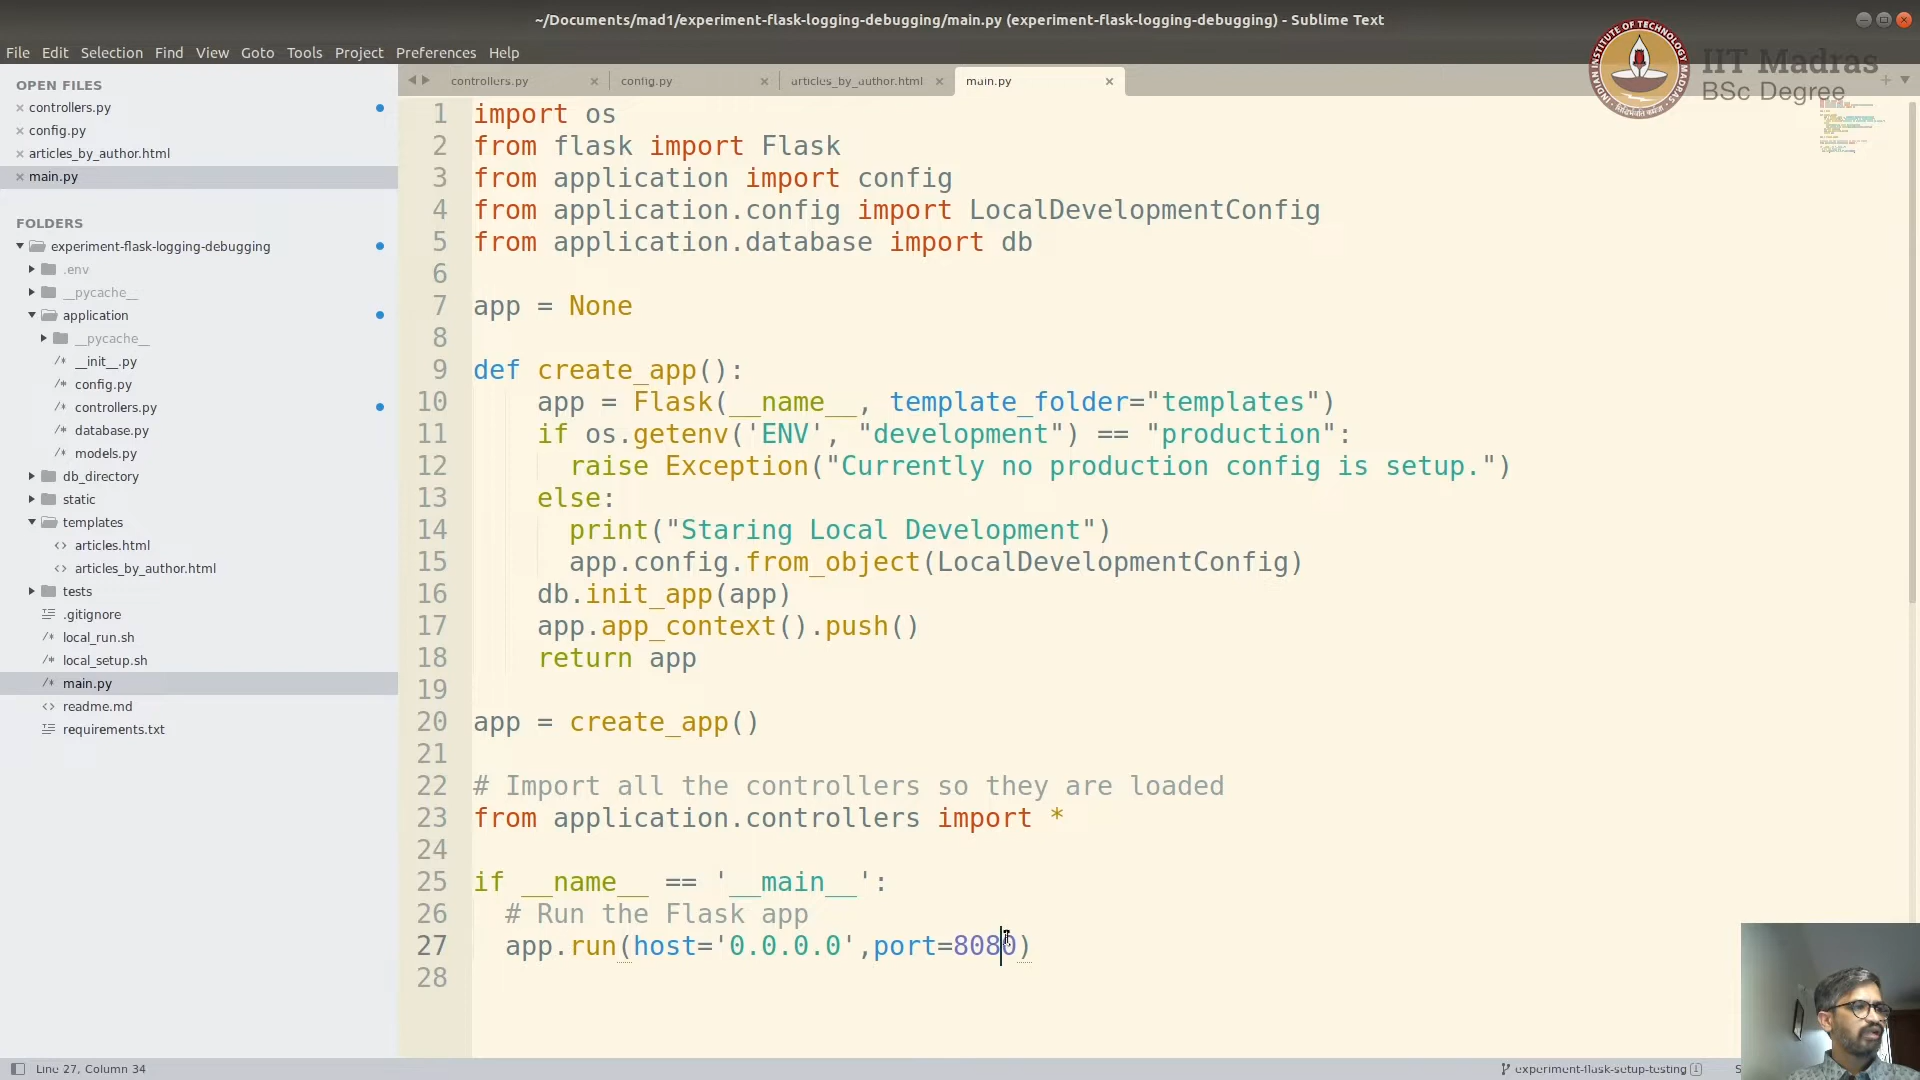 ~/Documents/mad1/experiment-flask-logging-debugging/main.py (experiment-flask-logging-debugging) - Sublime Text
File Edit Selection Find View Goto Tools Project Preferences Help
IIT Madras
BSc Degree
OPEN FILES
controllers.py
config.py
articles_by_author.html
main.py
FOLDERS
experiment-flask-logging-debugging
.env
__pycache__
application
__pycache__
__init__.py
config.py
controllers.py
database.py
models.py
db_directory
static
templates
articles.html
articles_by_author.html
tests
.gitignore
local_run.sh
local_setup.sh
main.py
readme.md
requirements.txt
controllers.py config.py articles_by_author.html main.py
1 import os
2 from flask import Flask
3 from application import config
4 from application.config import LocalDevelopmentConfig
5 from application.database import db
6
7 app = None
8
9 def create_app():
10 app = Flask(__name__, template_folder="templates")
11 if os.getenv('ENV', "development") == "production":
12 raise Exception("Currently no production config is setup.")
13 else:
14 print("Staring Local Development")
15 app.config.from_object(LocalDevelopmentConfig)
16 db.init_app(app)
17 app.app_context().push()
18 return app
19
20 app = create_app()
21
22 # Import all the controllers so they are loaded
23 from application.controllers import *
24
25 if __name__ == '__main__':
26 # Run the Flask app
27 app.run(host='0.0.0.0',port=8080)
28
Line 27, Column 34
experiment-flask-setup-testing